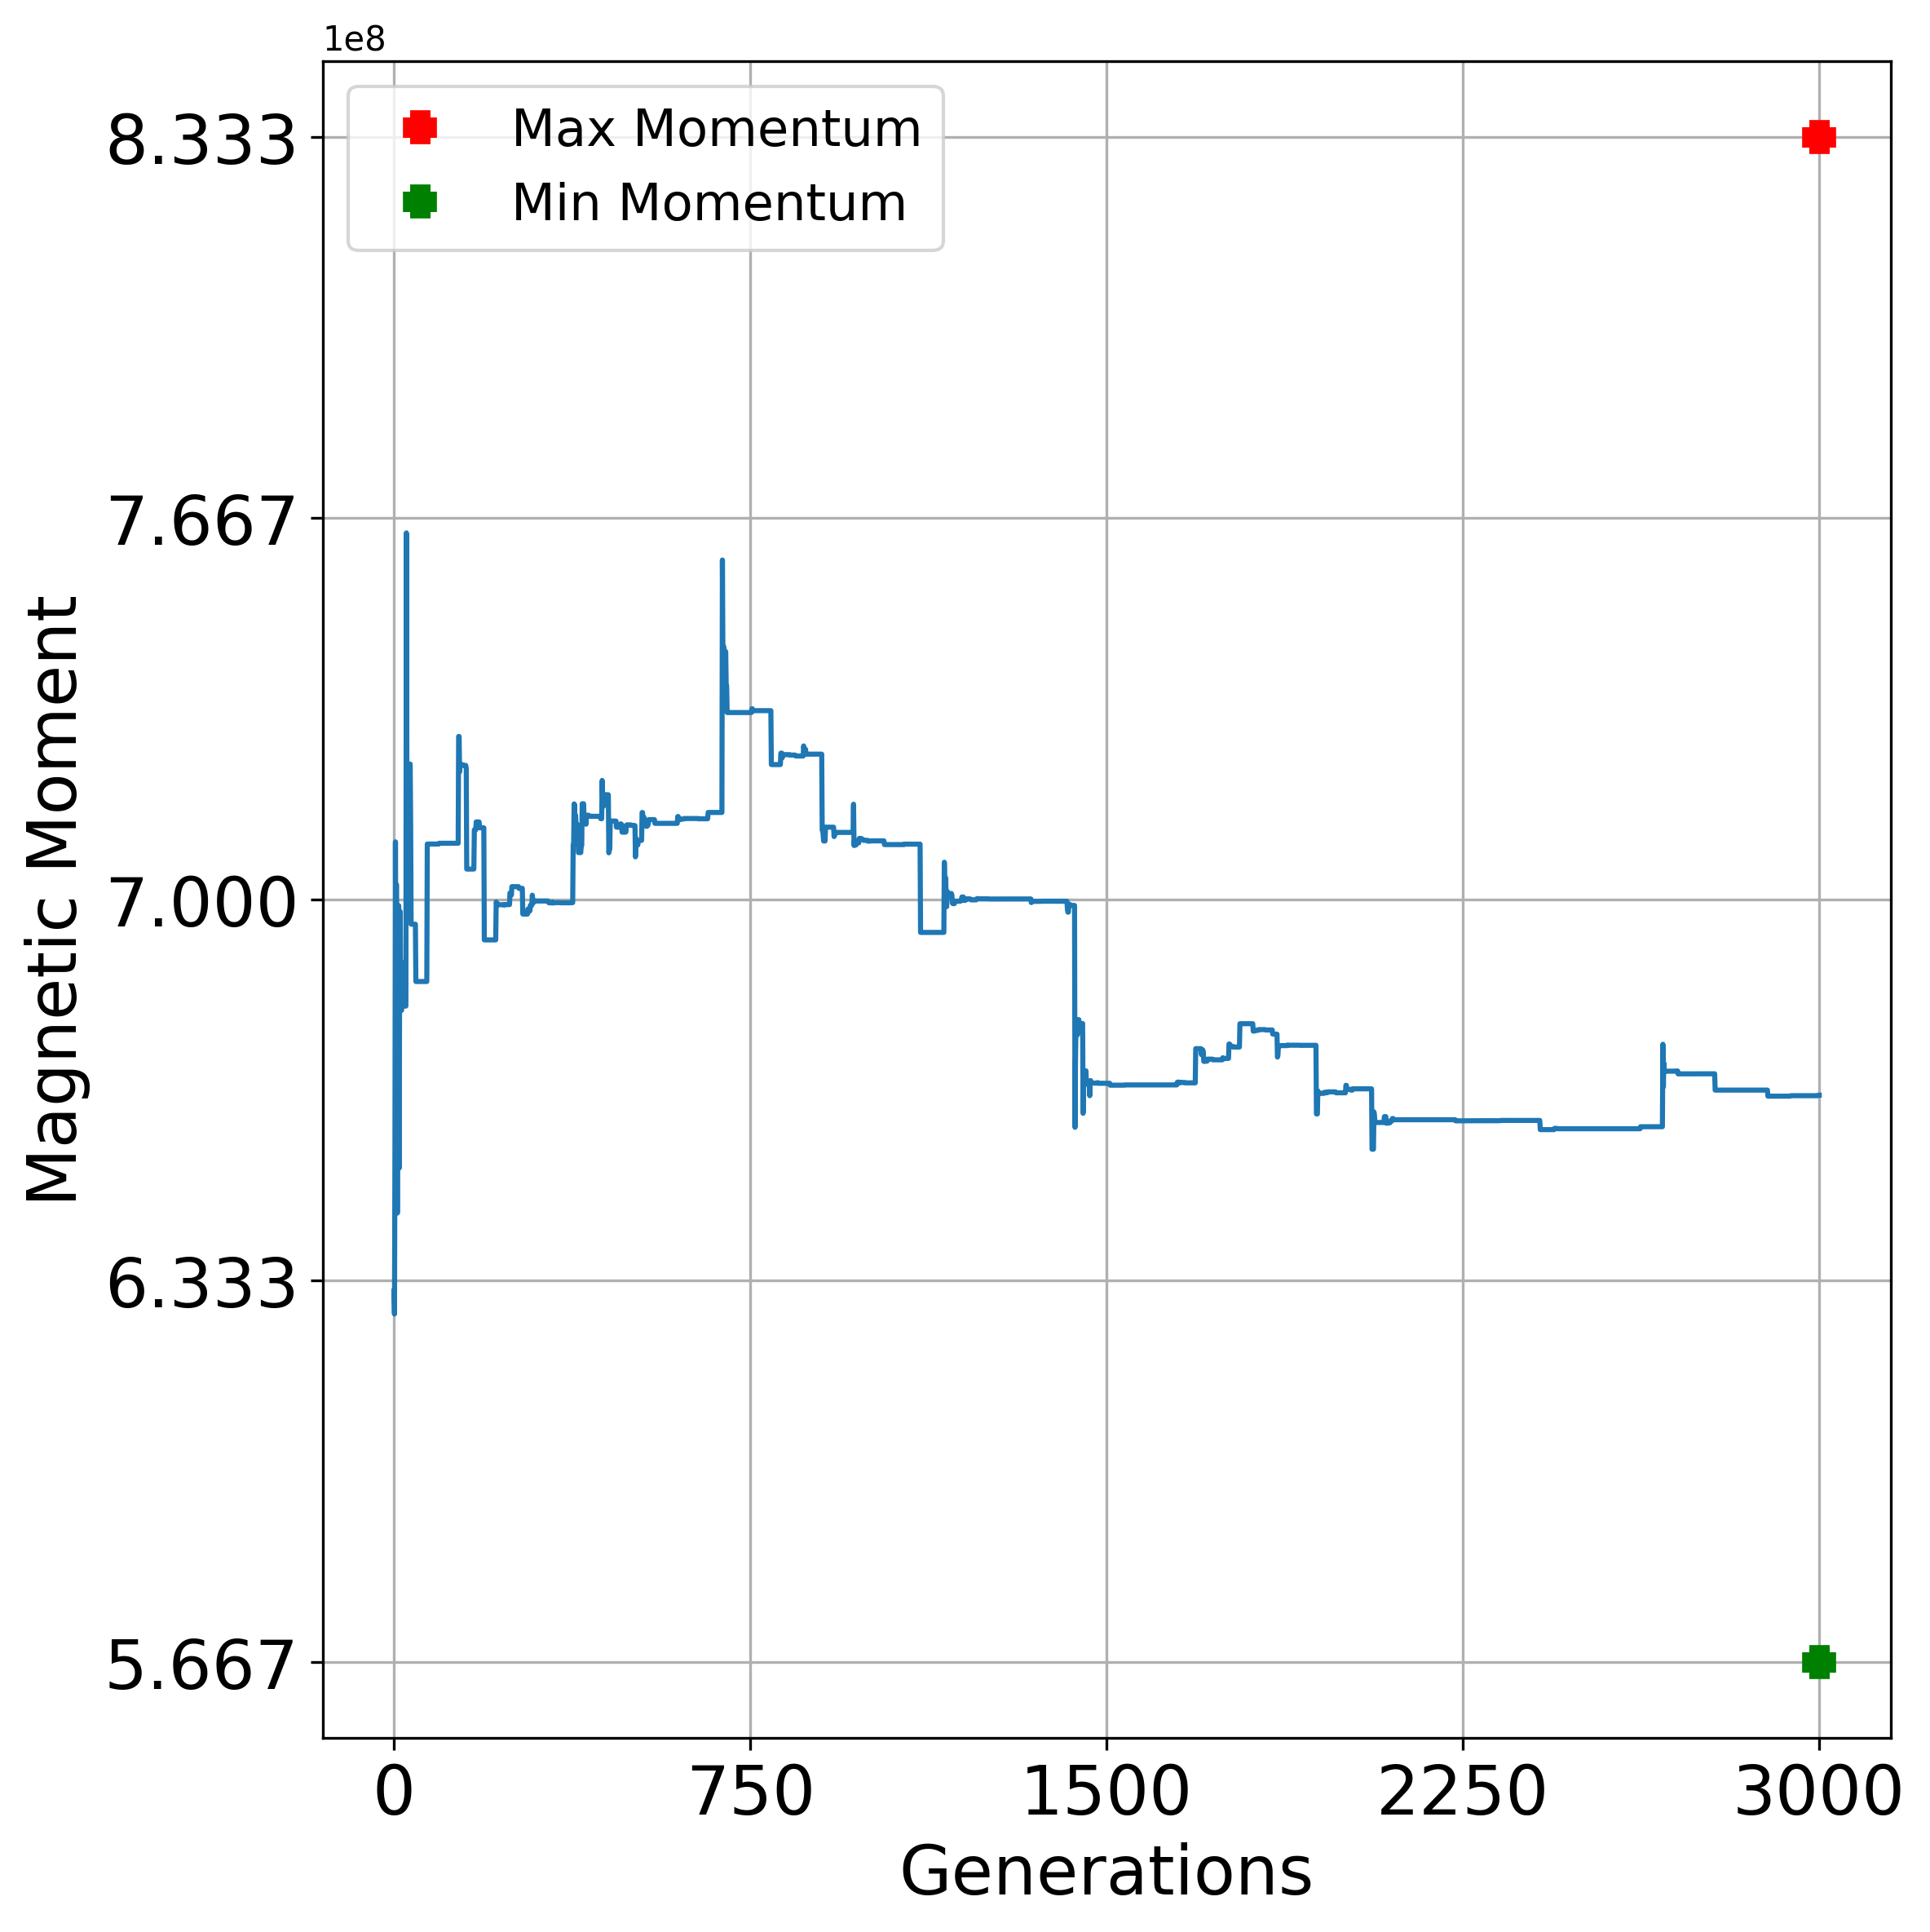 1e8
8.333
7.667
7.000
6.333
5.667
Magnetic Moment
Max Momentum
Min Momentum
0 750 1500 2250 3000
Generations